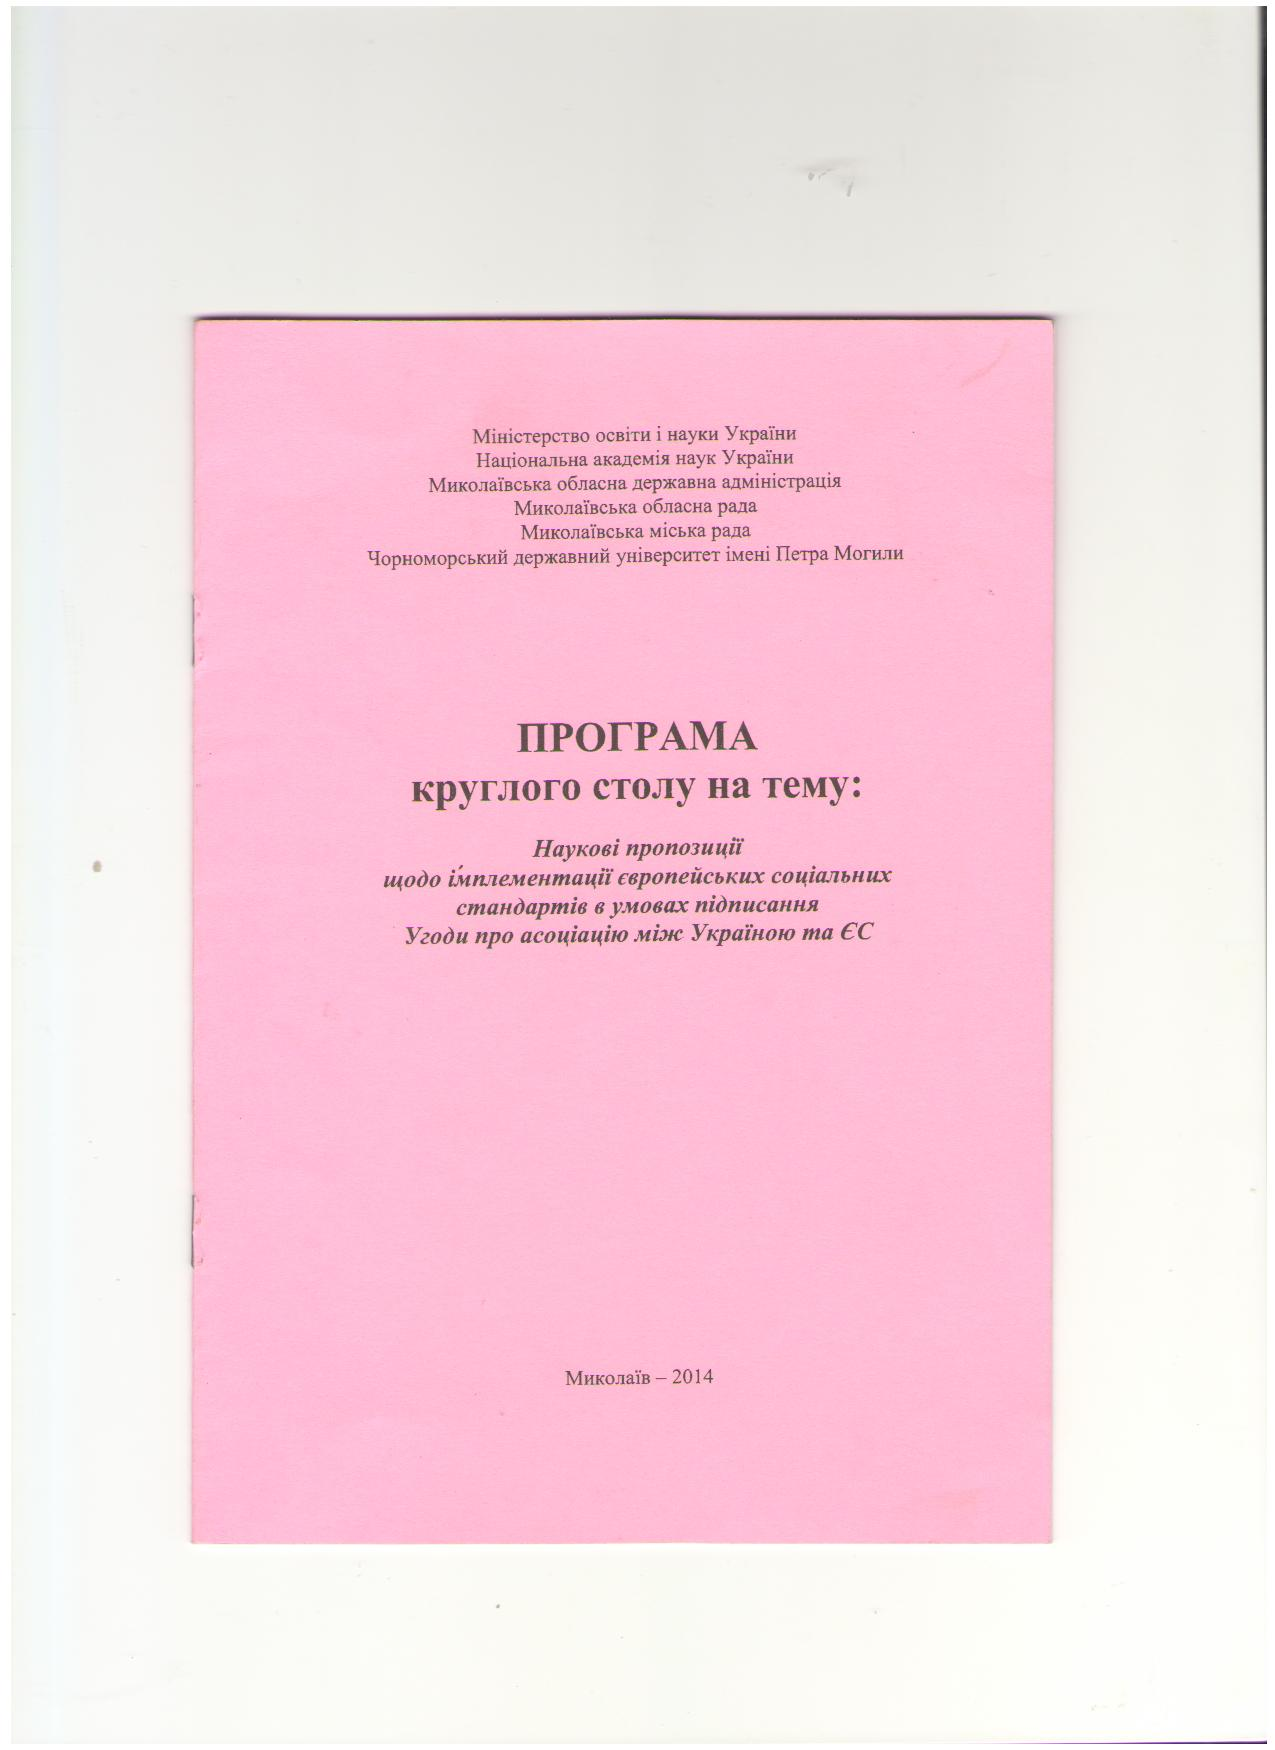 Міністерство освіти і науки України
Національна академія наук України
Миколаївська обласна державна адміністрація
Миколаївська обласна рада
Миколаївська міська рада
Чорноморський державний університет імені Петра Могили
ПРОГРАМА
круглого столу на тему:
Наукові пропозиції
щодо імплементації європейських соціальних
стандартів в умовах підписання
Угоди про асоціацію між Україною та ЄС
Миколаїв – 2014